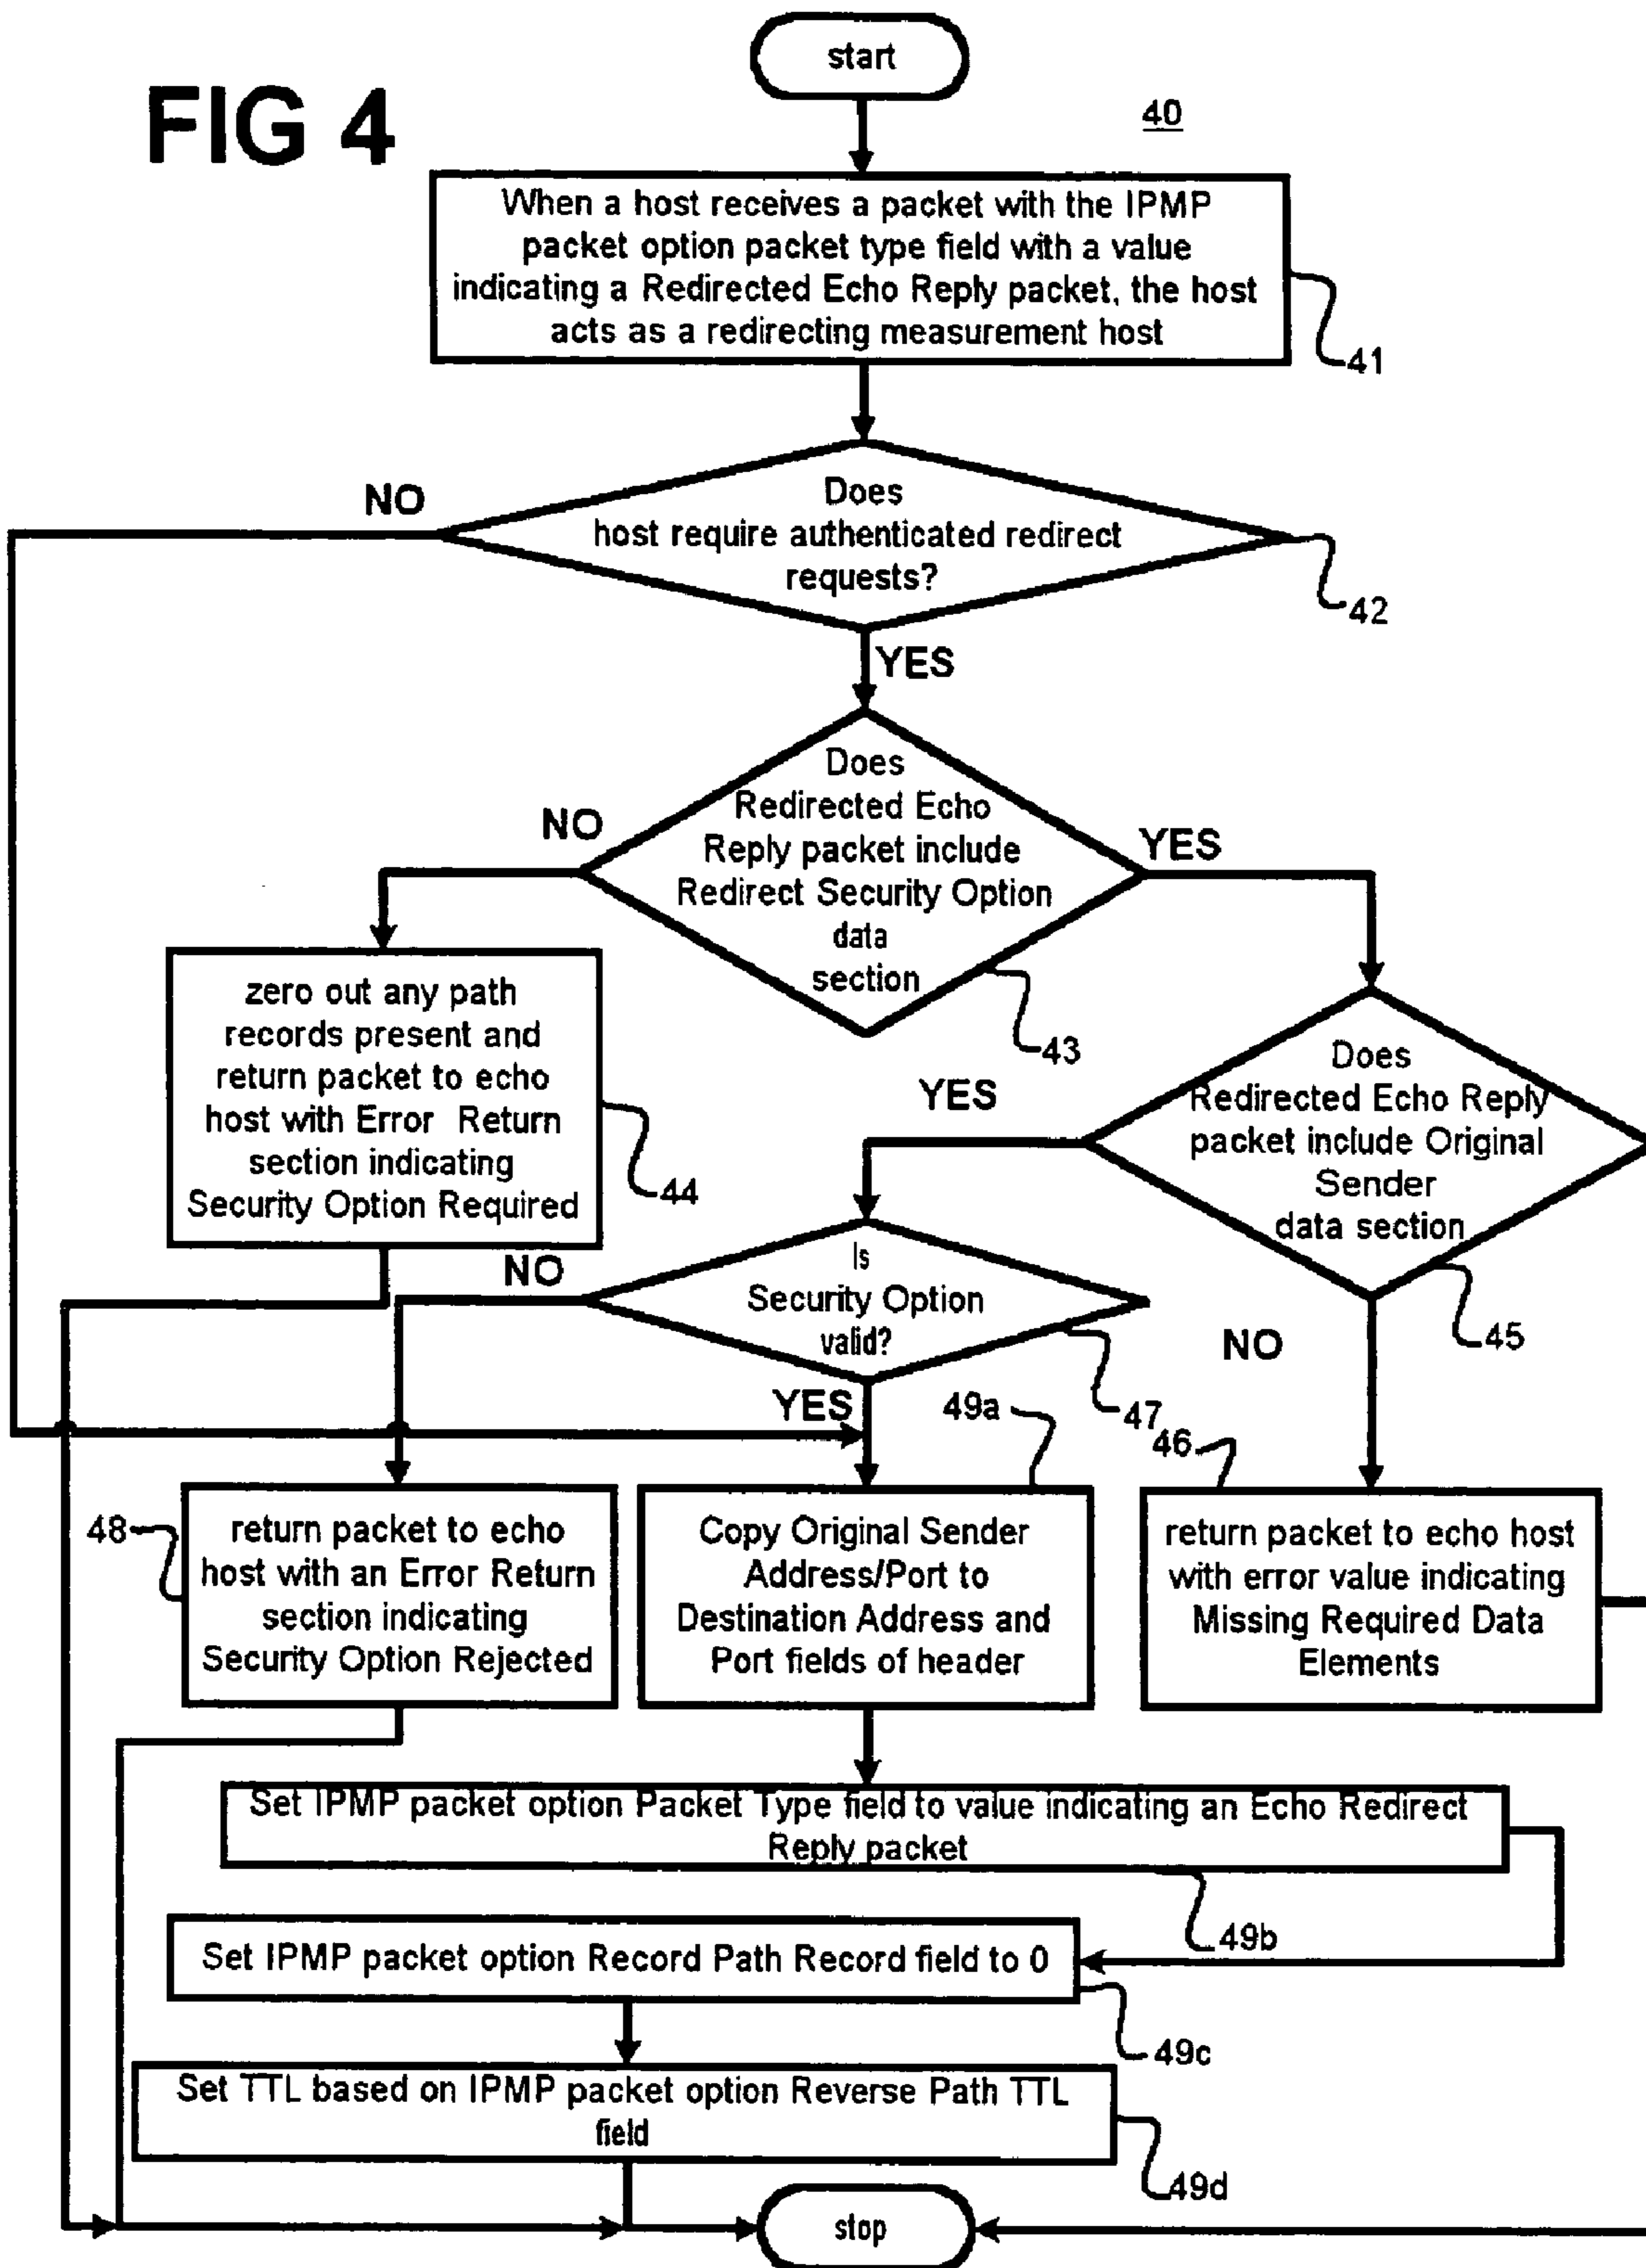 start
FIG 4
40
When a host receives a packet with the IPMP
packet option packet type field with a value
indicating a Redirected Echo Reply packet, the host
acts as a redirecting measurement host
41
NO
Does
host require authenticated redirect
requests?
42
YES
Does
Redirected Echo
Reply packet include
Redirect Security Option
data
section
NO
YES
43
zero out any path
records present and
return packet to echo
host with Error Return
section indicating
Security Option Required
44
Does
Redirected Echo Reply
packet include Original
Sender
data section
YES
45
NO
Is
Security Option
valid?
NO
YES
47
49a
46
48
return packet to echo
host with an Error Return
section indicating
Security Option Rejected
Copy Original Sender
Address/Port to
Destination Address and
Port fields of header
return packet to echo host
with error value indicating
Missing Required Data
Elements
Set IPMP packet option Packet Type field to value indicating an Echo Redirect
Reply packet
49b
Set IPMP packet option Record Path Record field to 0
49c
Set TTL based on IPMP packet option Reverse Path TTL
field
49d
stop